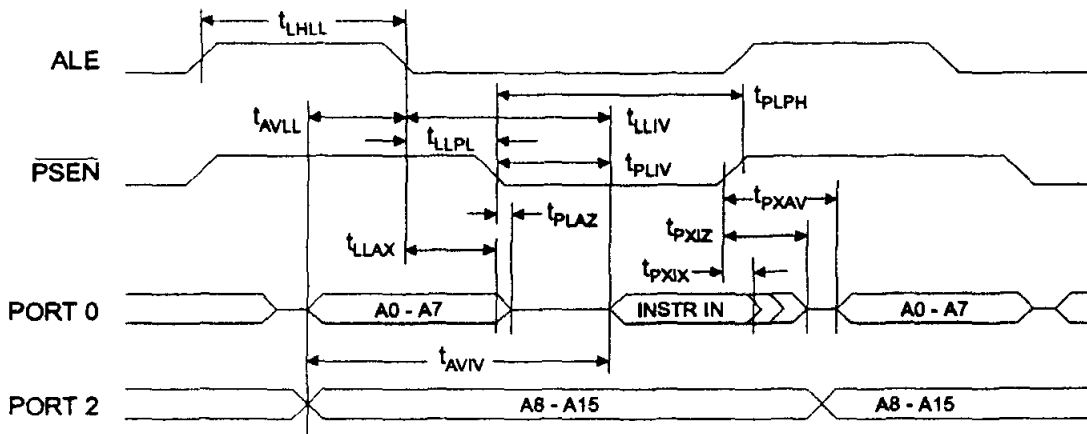 tLHLL
ALE
tPLPH
tAVLL
tLLIV
tLLPL
PSEN
tPLIV
tPXAV
tPLAZ
tPXIZ
tLLAX
tPXIX
PORT 0
A0 - A7
INSTR IN
A0 - A7
tAVIV
PORT 2
A8 - A15
A8 - A15